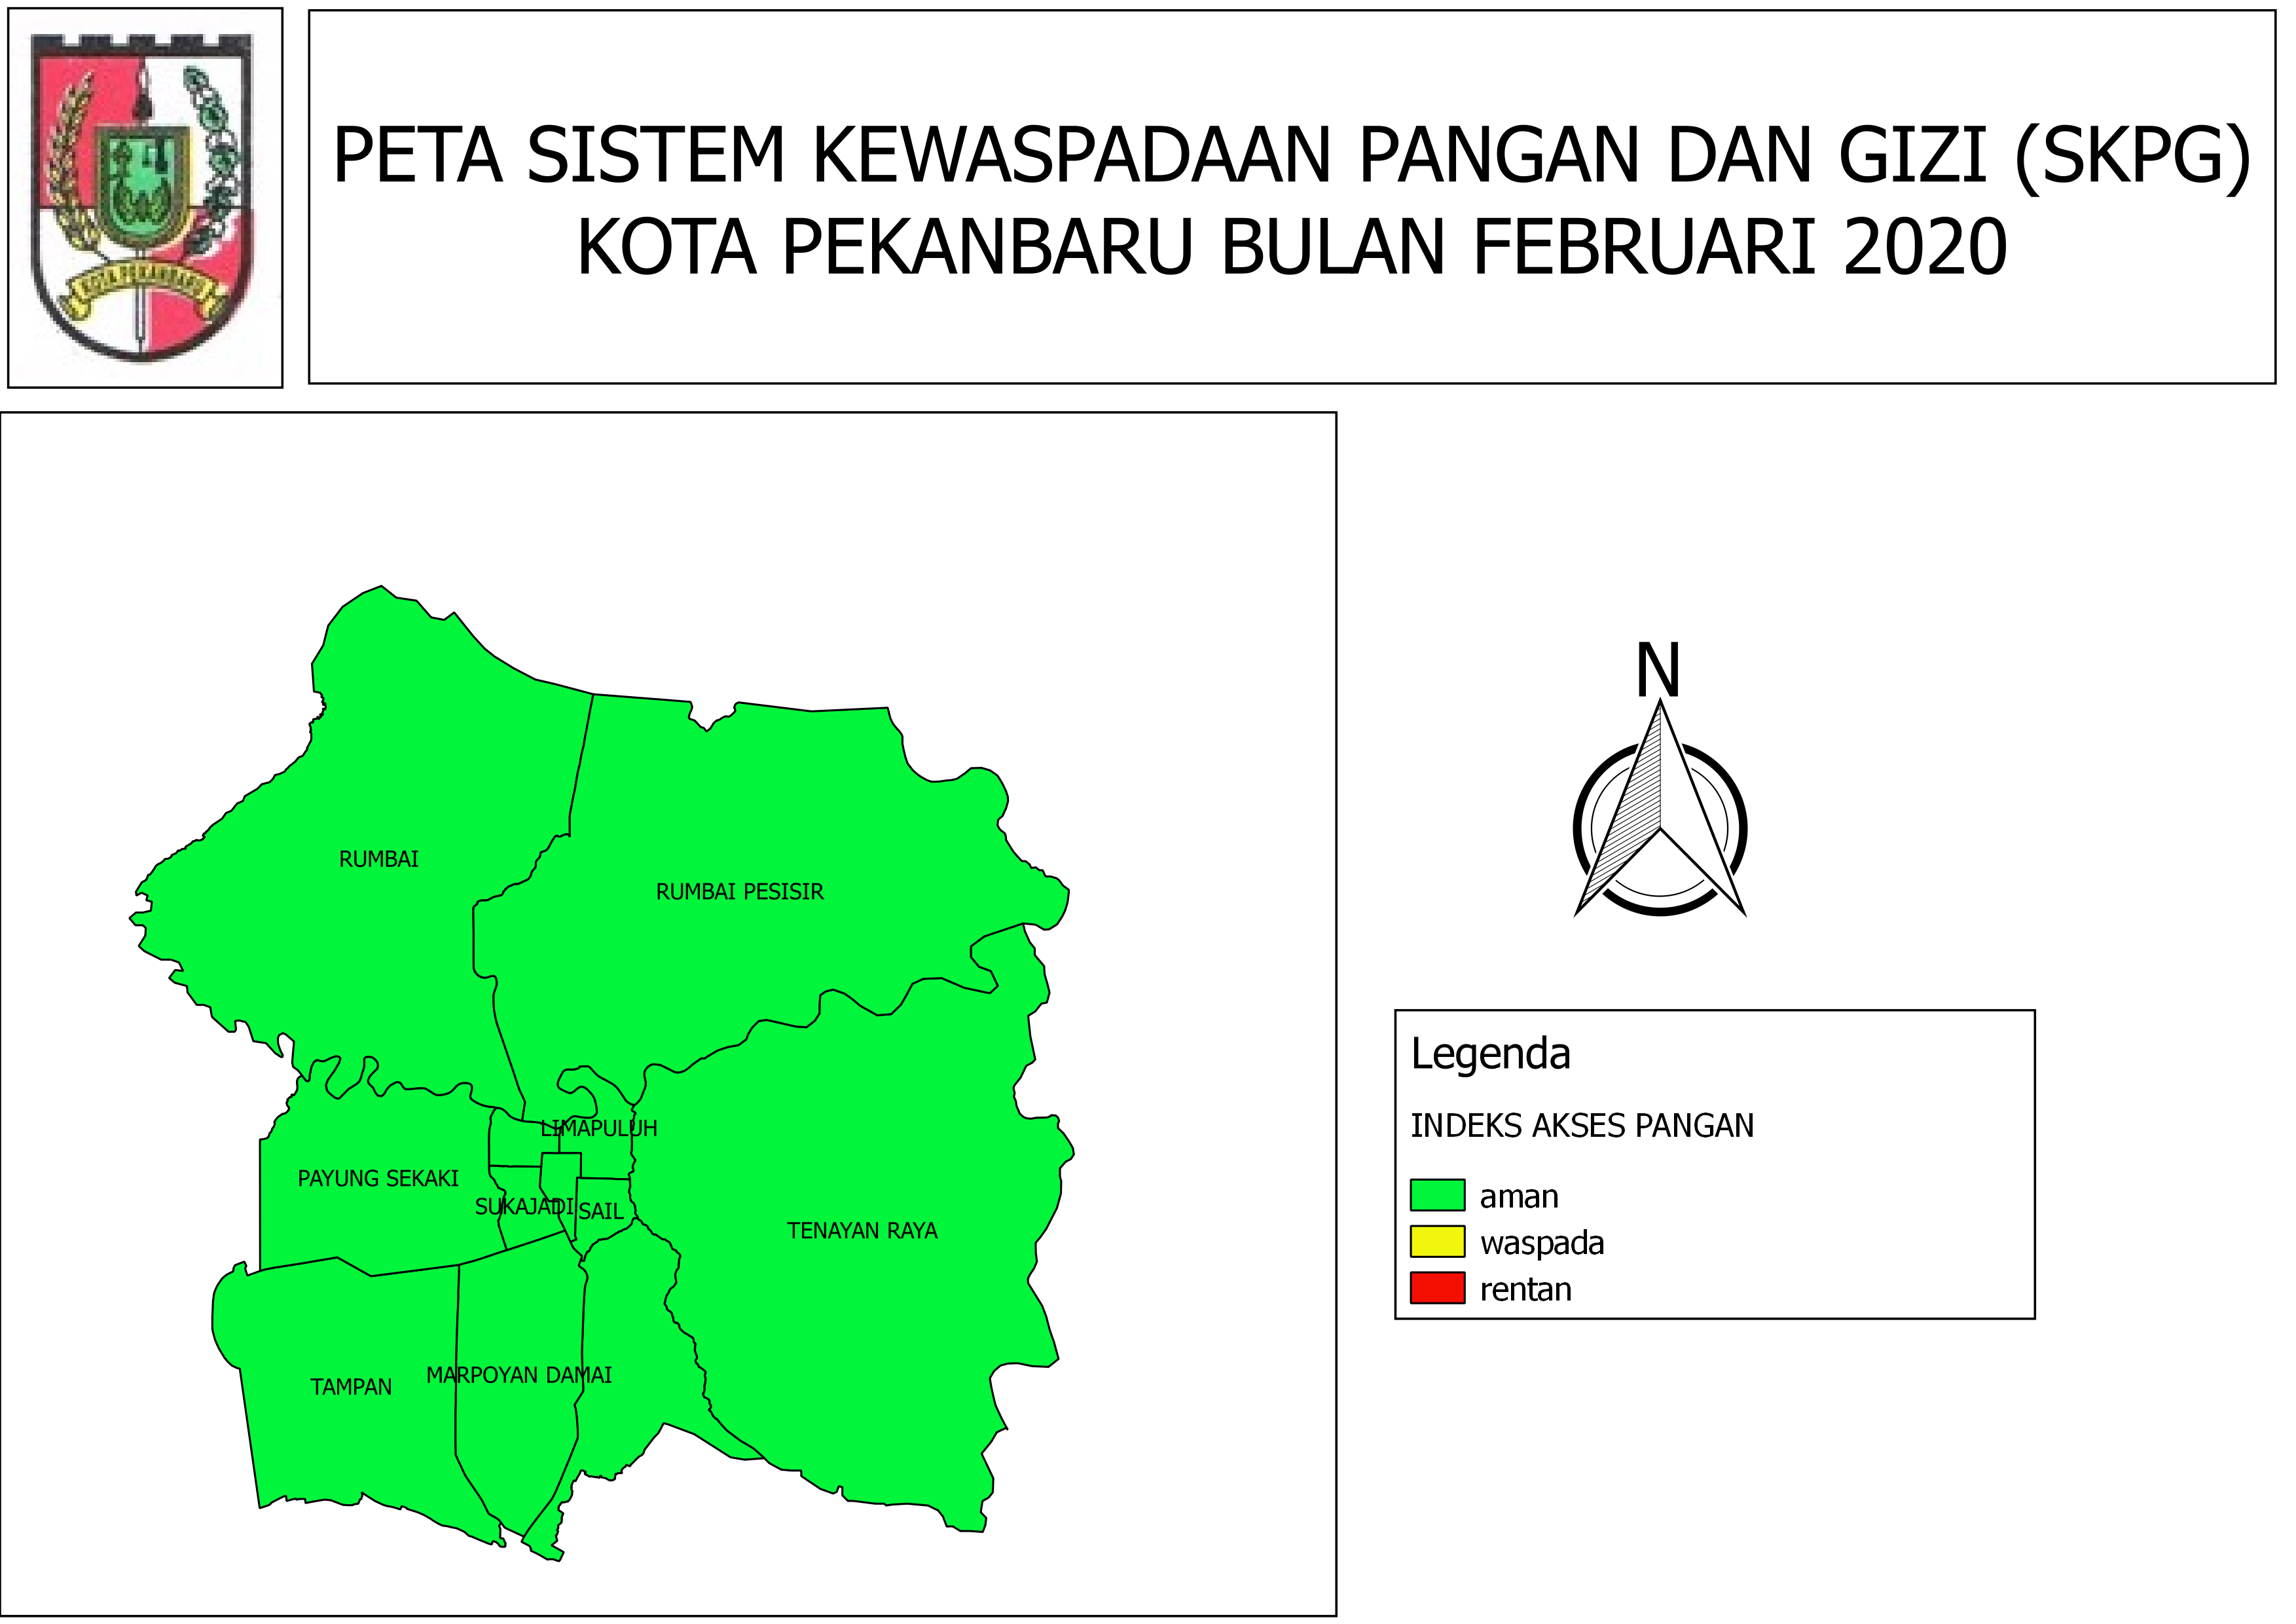 KOTA PEKANBARU
PETA SISTEM KEWASPADAAN PANGAN DAN GIZI (SKPG)
KOTA PEKANBARU BULAN FEBRUARI 2020
N
RUMBAI
RUMBAI PESISIR
LIMAPULUH
PAYUNG SEKAKI
SUKAJADI
SAIL
TENAYAN RAYA
MARPOYAN DAMAI
TAMPAN
Legenda
INDEKS AKSES PANGAN
aman
waspada
rentan